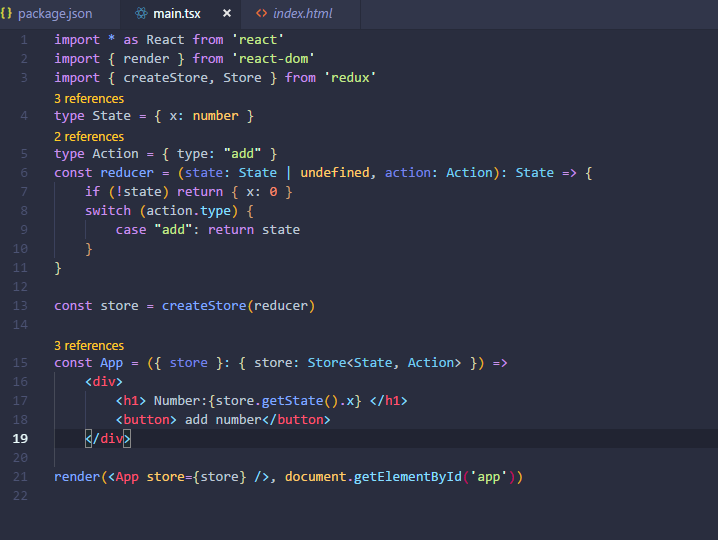 {} package.json main.tsx × <> index.html
1 import * as React from 'react'
2 import { render } from 'react-dom'
3 import { createStore, Store } from 'redux'
3 references
4 type State = { x: number }
2 references
5 type Action = { type: "add" }
6 const reducer = (state: State | undefined, action: Action): State => {
7     if (!state) return { x: 0 }
8     switch (action.type) {
9         case "add": return state
10     }
11 }
12
13 const store = createStore(reducer)
14
3 references
15 const App = ({ store }: { store: Store<State, Action> }) =>
16     <div>
17         <h1> Number:{store.getState().x} </h1>
18         <button> add number</button>
19     </div>
20
21 render(<App store={store} />, document.getElementById('app'))
22